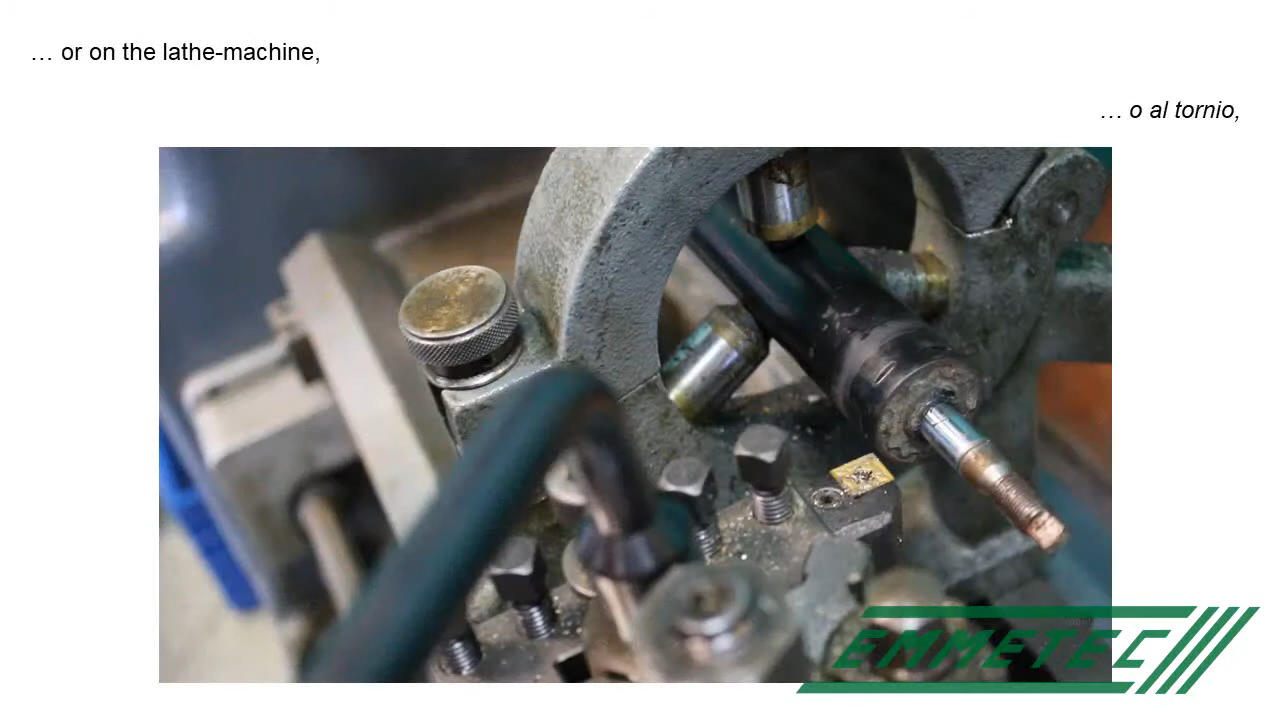 … or on the lathe-machine,
… o al tornio,
EMMETEC